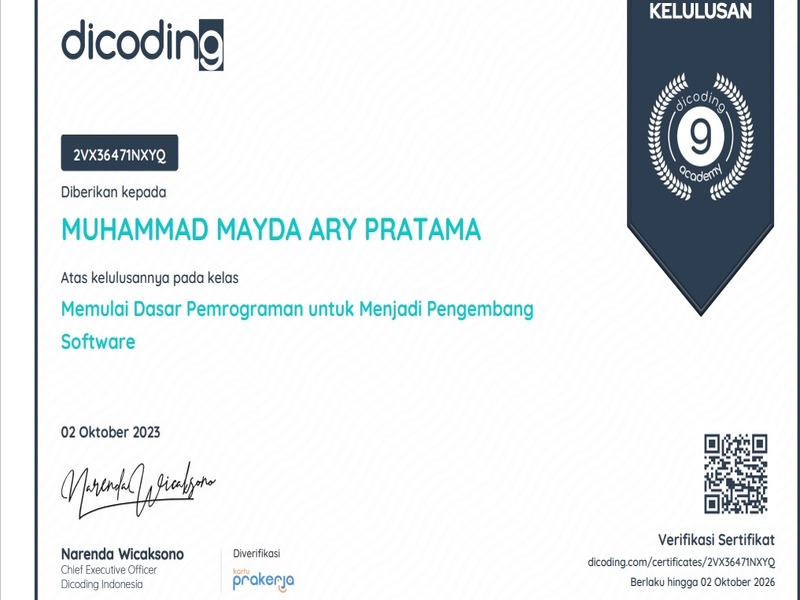 dicoding
KELULUSAN
dicoding
9
academy
2VX36471NXYQ
Diberikan kepada
MUHAMMAD MAYDA ARY PRATAMA
Atas kelulusannya pada kelas
Memulai Dasar Pemrograman untuk Menjadi Pengembang
Software
02 Oktober 2023
Narenda Wicaksono
Narenda Wicaksono
Chief Executive Officer
Dicoding Indonesia
Diverifikasi
kartu
prakerja
Verifikasi Sertifikat
dicoding.com/certificates/2VX36471NXYQ
Berlaku hingga 02 Oktober 2026